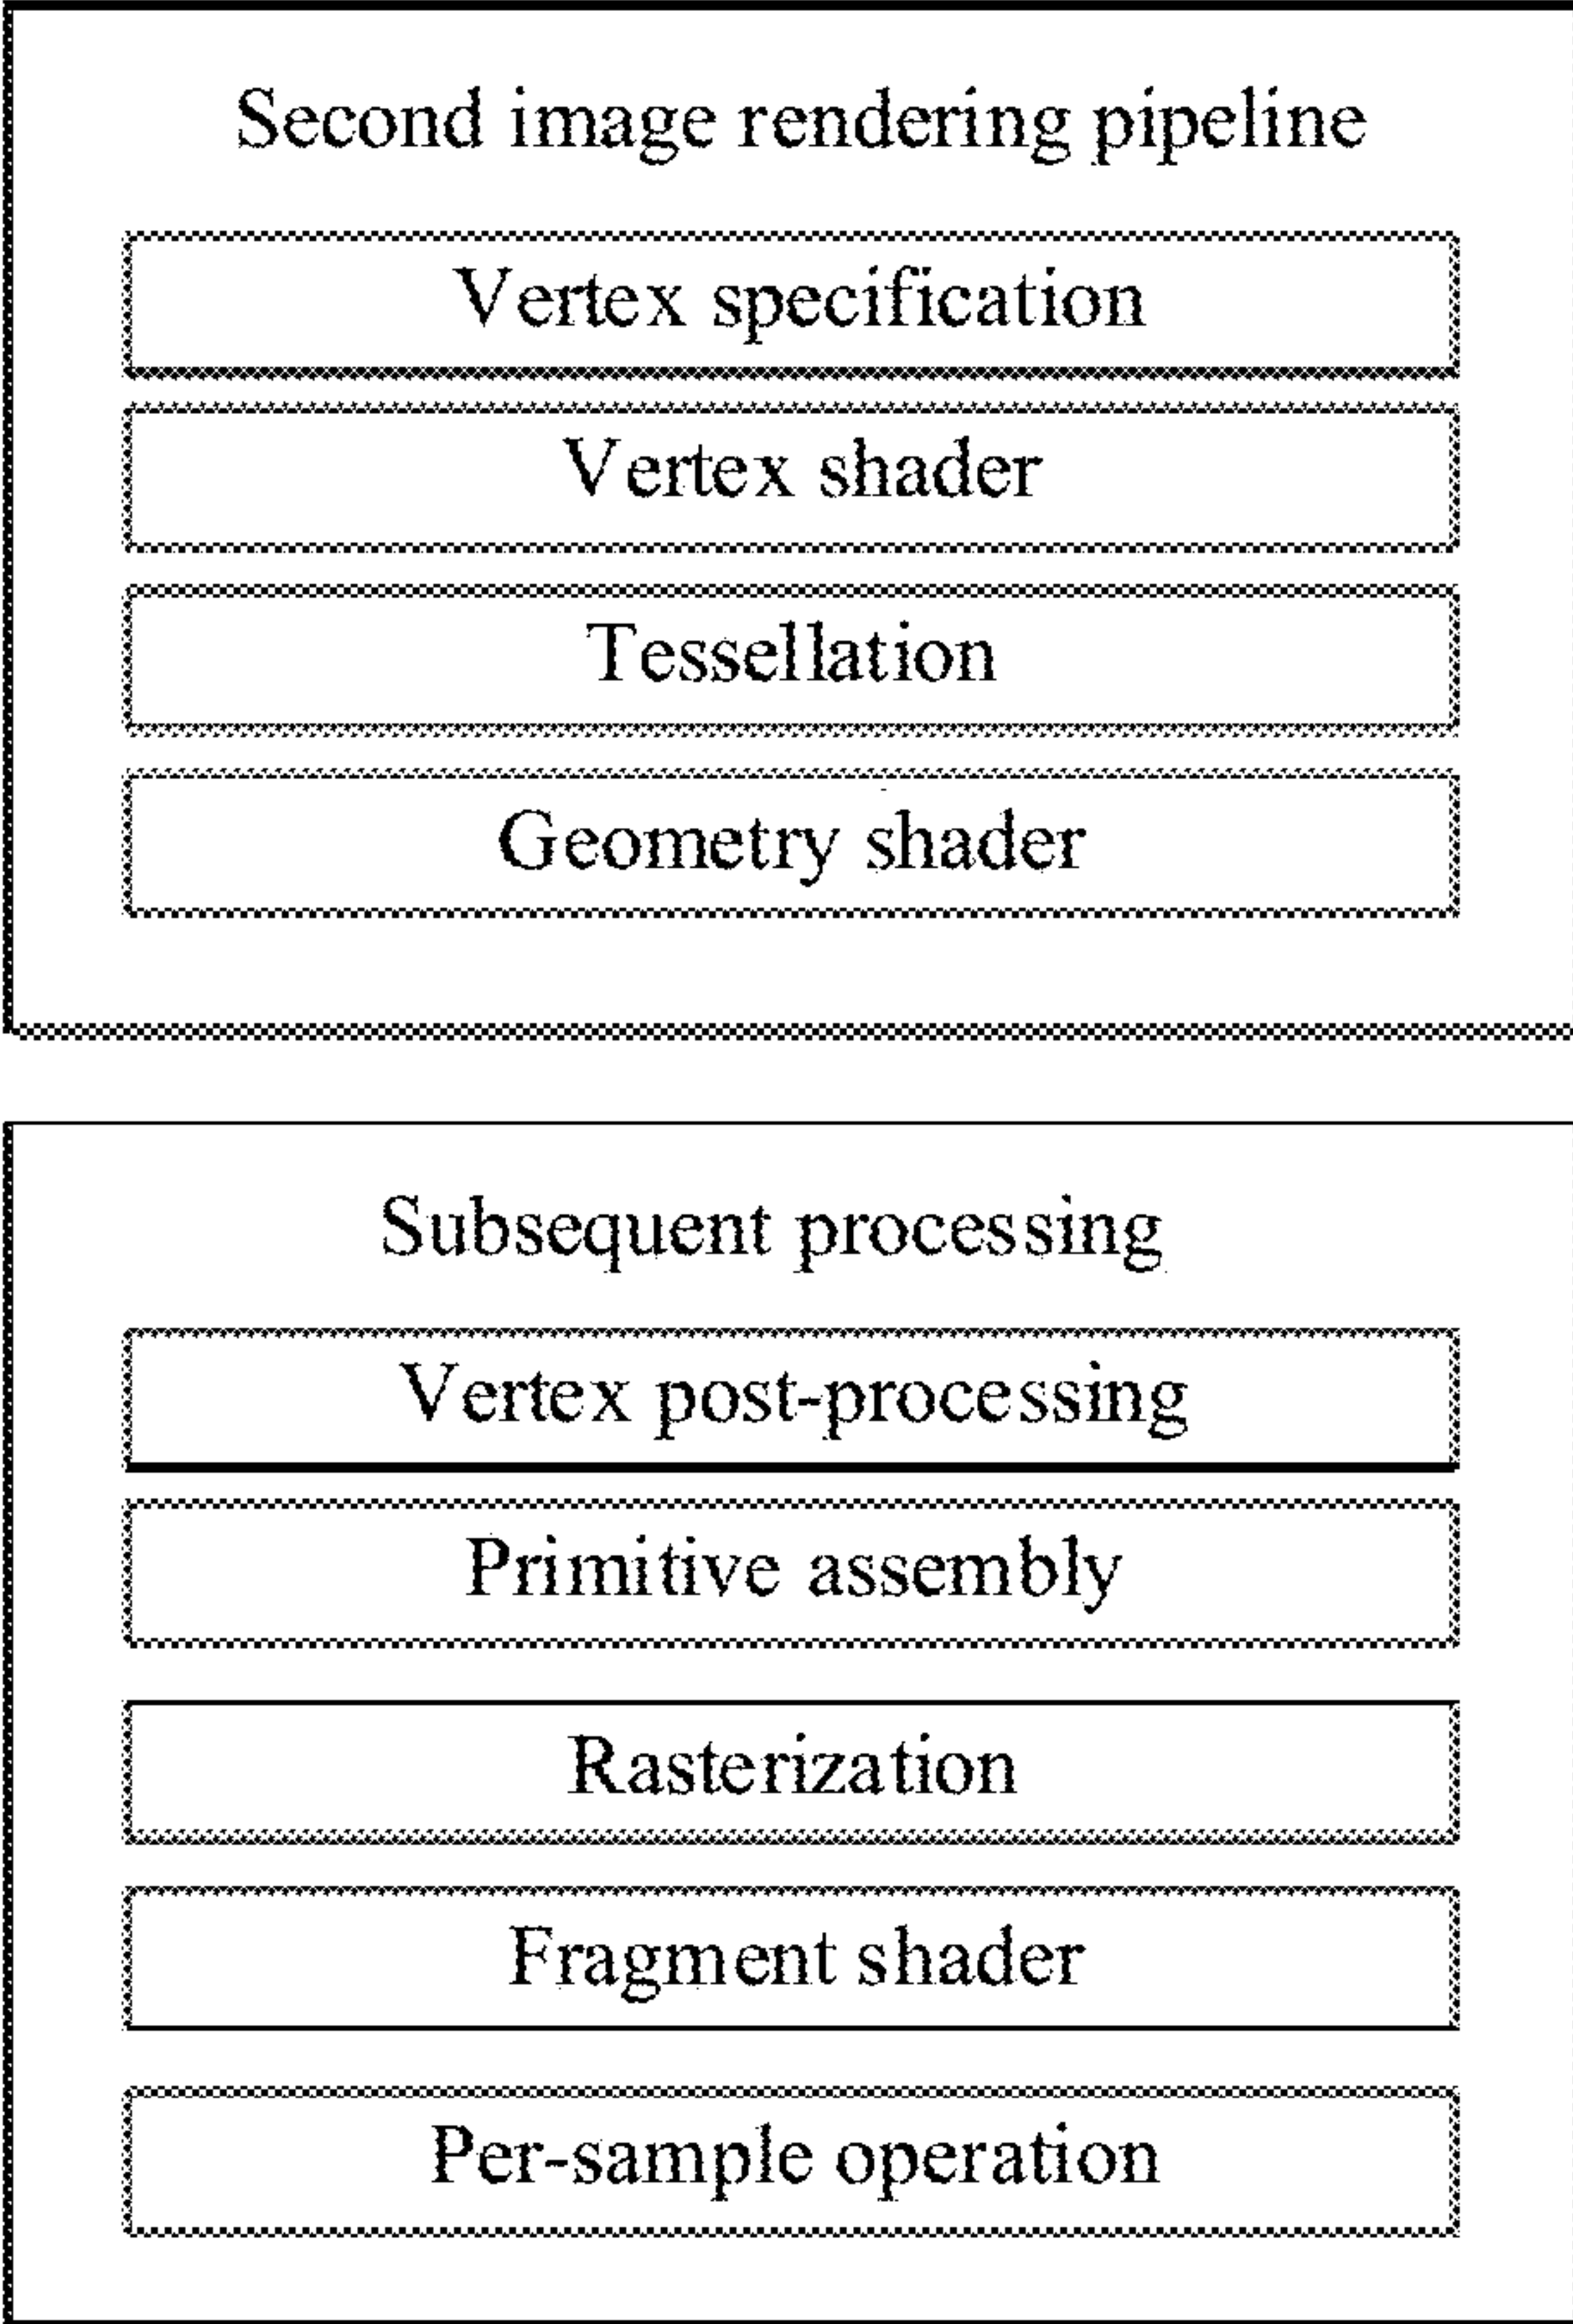 Second image rendering pipeline
Vertex specification
Vertex shader
Tessellation
Geometry shader
Subsequent processing
Vertex post-processing
Primitive assembly
Rasterization
Fragment shader
Per-sample operation